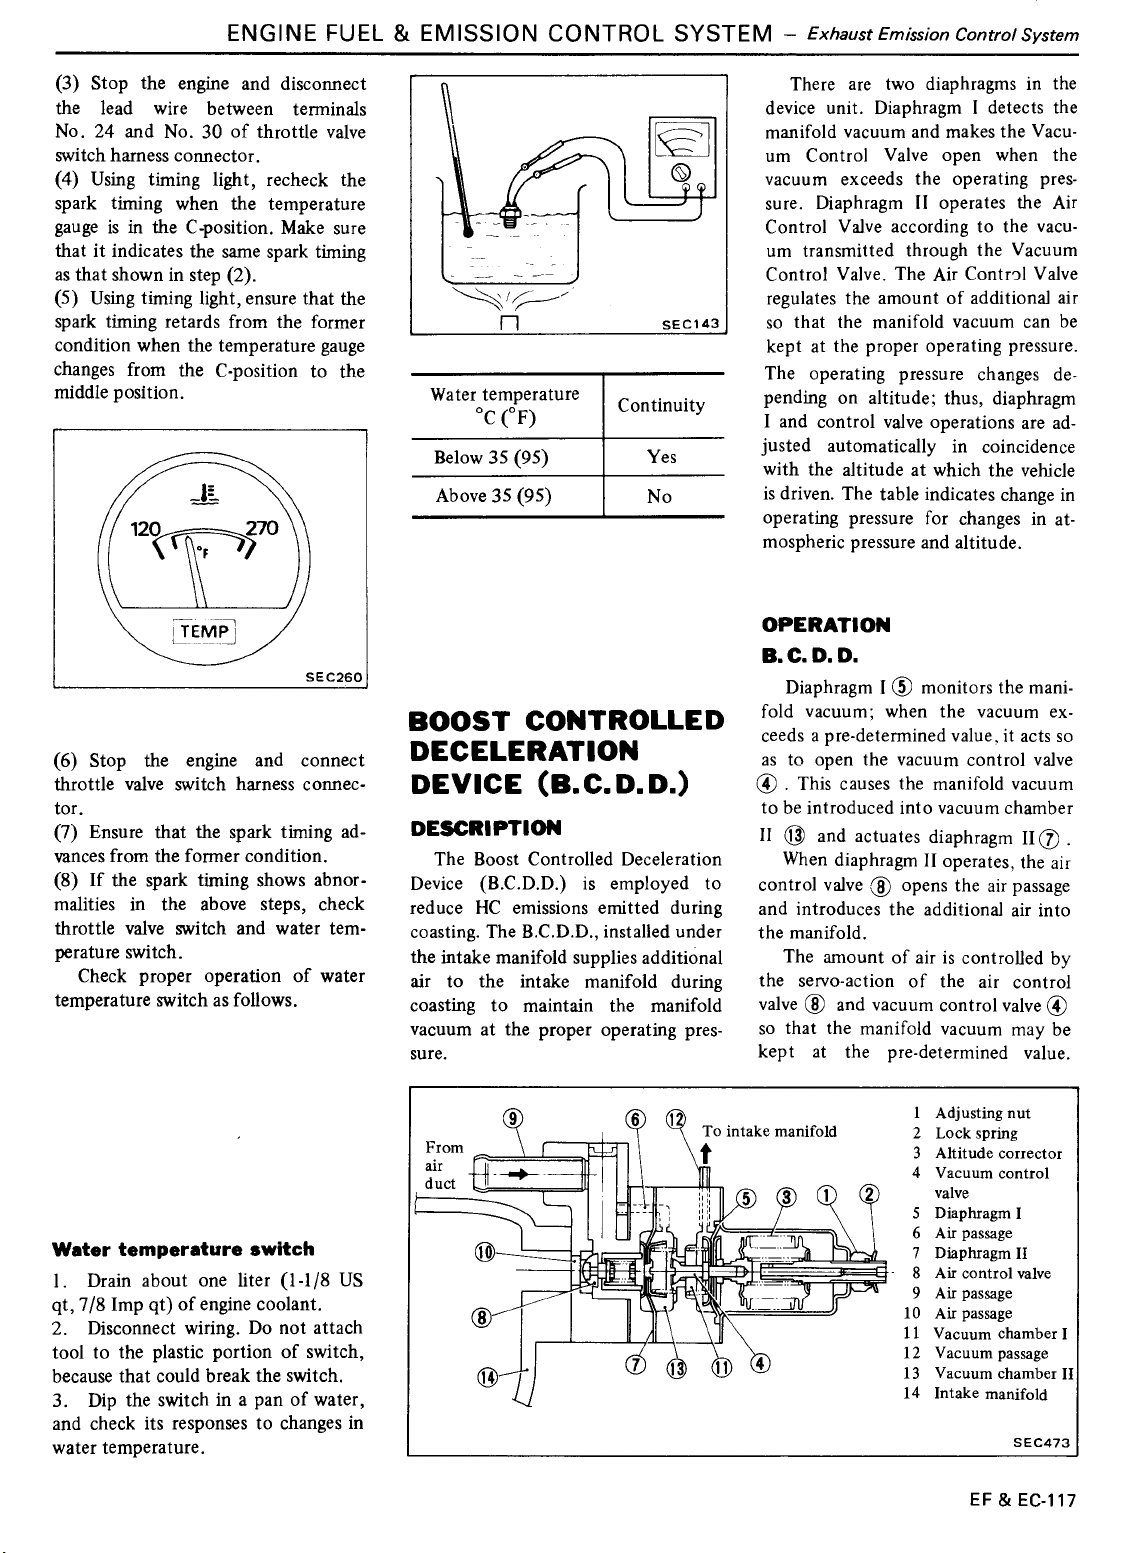 ENGINE FUEL & EMISSION CONTROL SYSTEM – Exhaust Emission Control System
(3) Stop the engine and disconnect
the lead wire between terminals
No. 24 and No. 30 of throttle valve
switch harness connector.
(4) Using timing light, recheck the
spark timing when the temperature
gauge is in the C-position. Make sure
that it indicates the same spark timing
as that shown in step (2).
(5) Using timing light, ensure that the
spark timing retards from the former
condition when the temperature gauge
changes from the C-position to the
middle position.
120
270
°F
TEMP
SEC260
(6) Stop the engine and connect
throttle valve switch harness connec-
tor.
(7) Ensure that the spark timing ad-
vances from the former condition.
(8) If the spark timing shows abnor-
malities in the above steps, check
throttle valve switch and water tem-
perature switch.
Check proper operation of water
temperature switch as follows.
Water temperature switch
1. Drain about one liter (1-1/8 US
qt, 7/8 Imp qt) of engine coolant.
2. Disconnect wiring. Do not attach
tool to the plastic portion of switch,
because that could break the switch.
3. Dip the switch in a pan of water,
and check its responses to changes in
water temperature.
SEC143
Water temperature
°C (°F)
Continuity
Below 35 (95) Yes
Above 35 (95) No
BOOST CONTROLLED
DECELERATION
DEVICE (B.C.D.D.)
DESCRIPTION
The Boost Controlled Deceleration
Device (B.C.D.D.) is employed to
reduce HC emissions emitted during
coasting. The B.C.D.D., installed under
the intake manifold supplies additional
air to the intake manifold during
coasting to maintain the manifold
vacuum at the proper operating pres-
sure.
There are two diaphragms in the
device unit. Diaphragm I detects the
manifold vacuum and makes the Vacu-
um Control Valve open when the
vacuum exceeds the operating pres-
sure. Diaphragm II operates the Air
Control Valve according to the vacu-
um transmitted through the Vacuum
Control Valve. The Air Control Valve
regulates the amount of additional air
so that the manifold vacuum can be
kept at the proper operating pressure.
The operating pressure changes de-
pending on altitude; thus, diaphragm
I and control valve operations are ad-
justed automatically in coincidence
with the altitude at which the vehicle
is driven. The table indicates change in
operating pressure for changes in at-
mospheric pressure and altitude.
OPERATION
B. C. D. D.
Diaphragm I ⑤ monitors the mani-
fold vacuum; when the vacuum ex-
ceeds a pre-determined value, it acts so
as to open the vacuum control valve
④ . This causes the manifold vacuum
to be introduced into vacuum chamber
II ⑬ and actuates diaphragm II ⑦ .
When diaphragm II operates, the air
control valve ⑧ opens the air passage
and introduces the additional air into
the manifold.
The amount of air is controlled by
the servo-action of the air control
valve ⑧ and vacuum control valve ④
so that the manifold vacuum may be
kept at the pre-determined value.
⑨ ⑥ ⑫
To intake manifold
From
air
duct
⑤ ③ ① ②
⑩
⑧
⑭
⑦ ⑬ ⑪ ④
1 Adjusting nut
2 Lock spring
3 Altitude corrector
4 Vacuum control
valve
5 Diaphragm I
6 Air passage
7 Diaphragm II
8 Air control valve
9 Air passage
10 Air passage
11 Vacuum chamber I
12 Vacuum passage
13 Vacuum chamber II
14 Intake manifold
SEC473
EF & EC-117